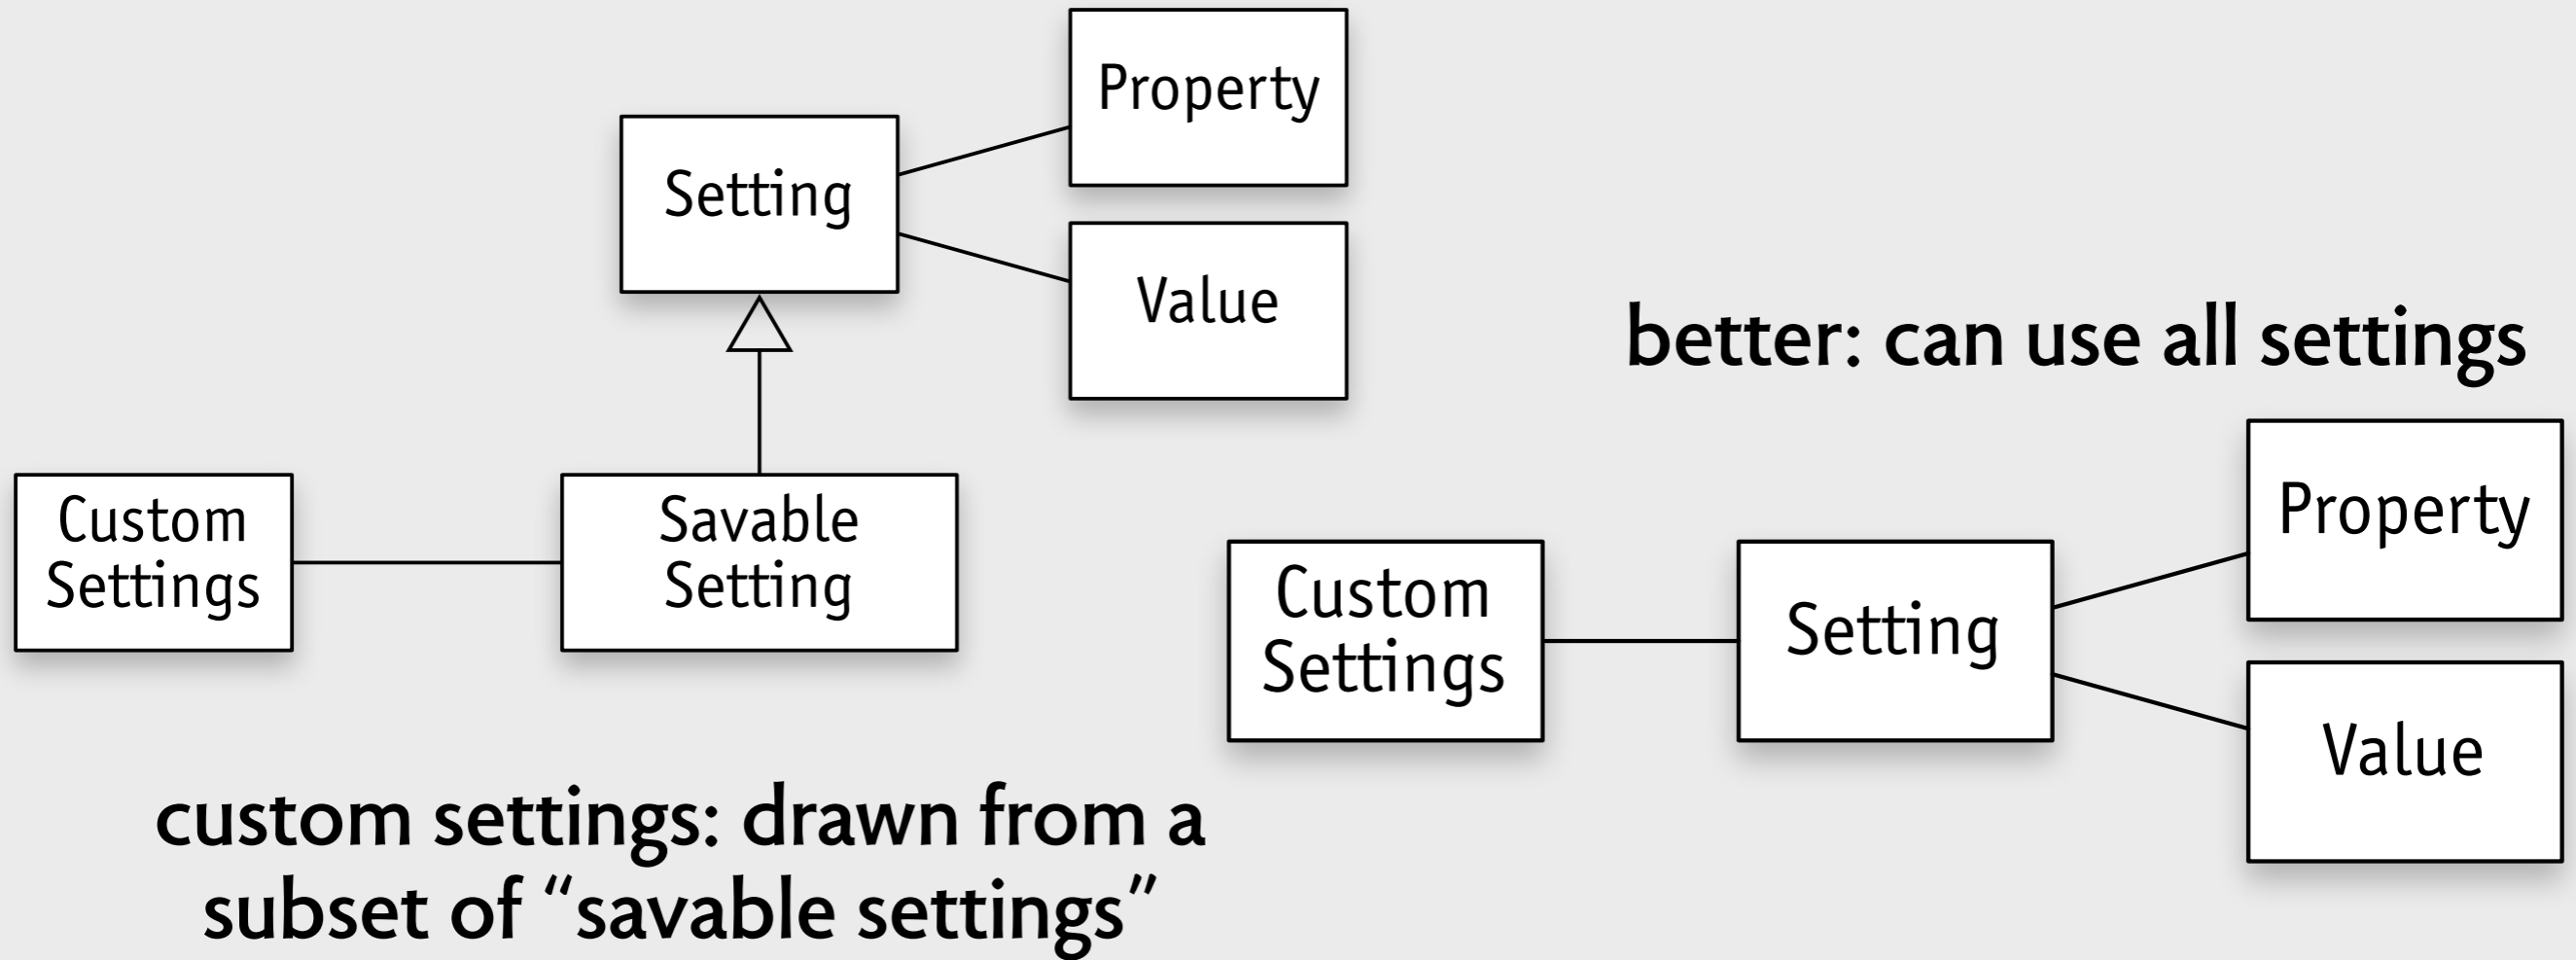 Property
Setting
Value
Custom
Settings
Savable
Setting
custom settings: drawn from a
subset of “savable settings”
better: can use all settings
Property
Custom
Settings
Setting
Value